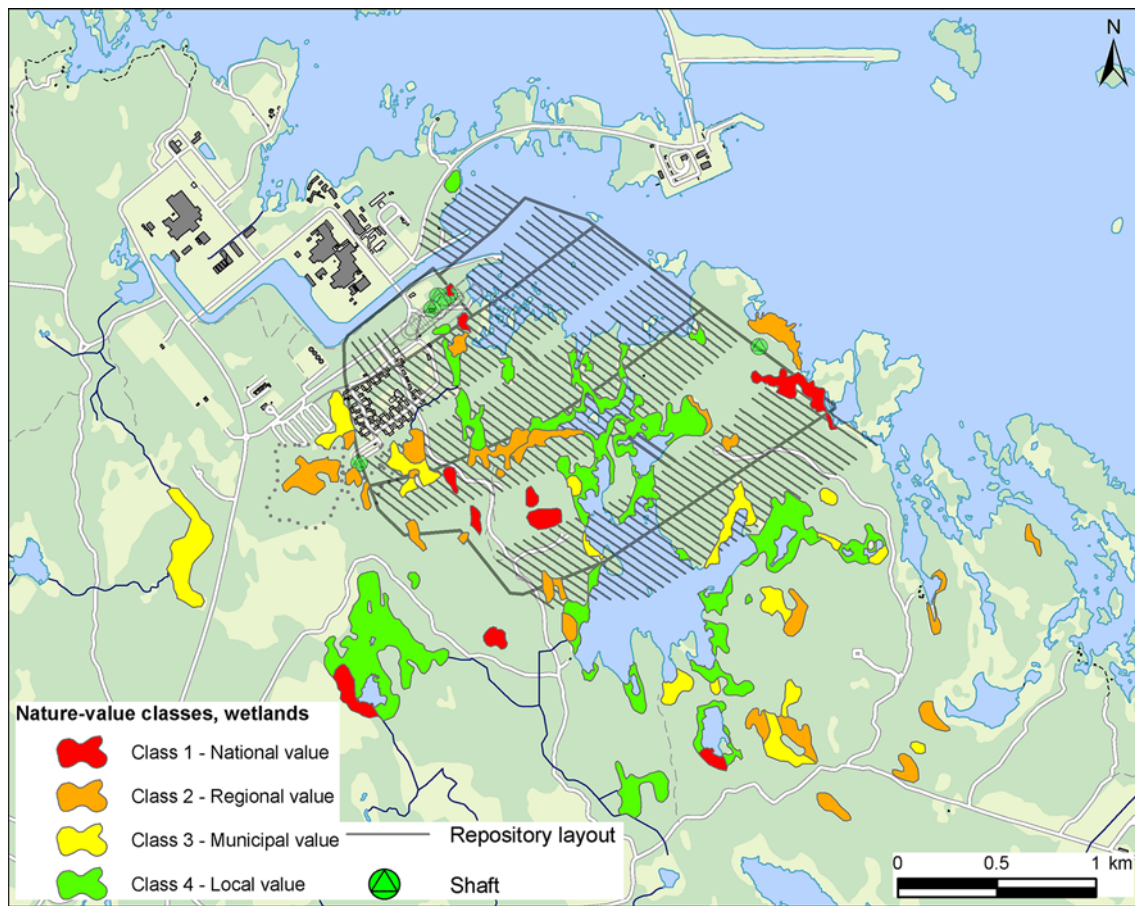 N
Nature-value classes, wetlands
Class 1 - National value
Class 2 - Regional value
Class 3 - Municipal value
Class 4 - Local value
Repository layout
Shaft
0 0.5 1 km